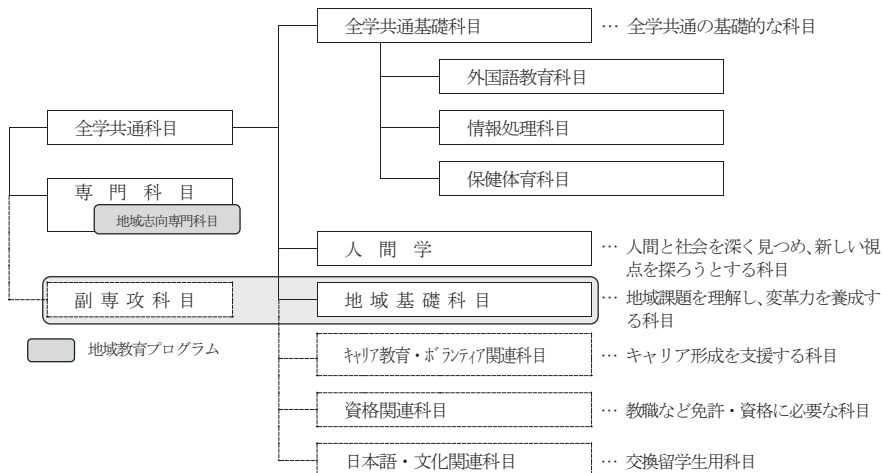 全学共通基礎科目 … 全学共通の基礎的な科目
外国語教育科目
全学共通科目
情報処理科目
保健体育科目
専門科目
地域志向専門科目
人間学 … 人間と社会を深く見つめ、新しい視
点を探ろうとする科目
副専攻科目
地域基礎科目 … 地域課題を理解し、変革力を養成す
る科目
地域教育プログラム
キャリア教育・ボランティア関連科目 … キャリア形成を支援する科目
資格関連科目 … 教職など免許・資格に必要な科目
日本語・文化関連科目 … 交換留学生用科目